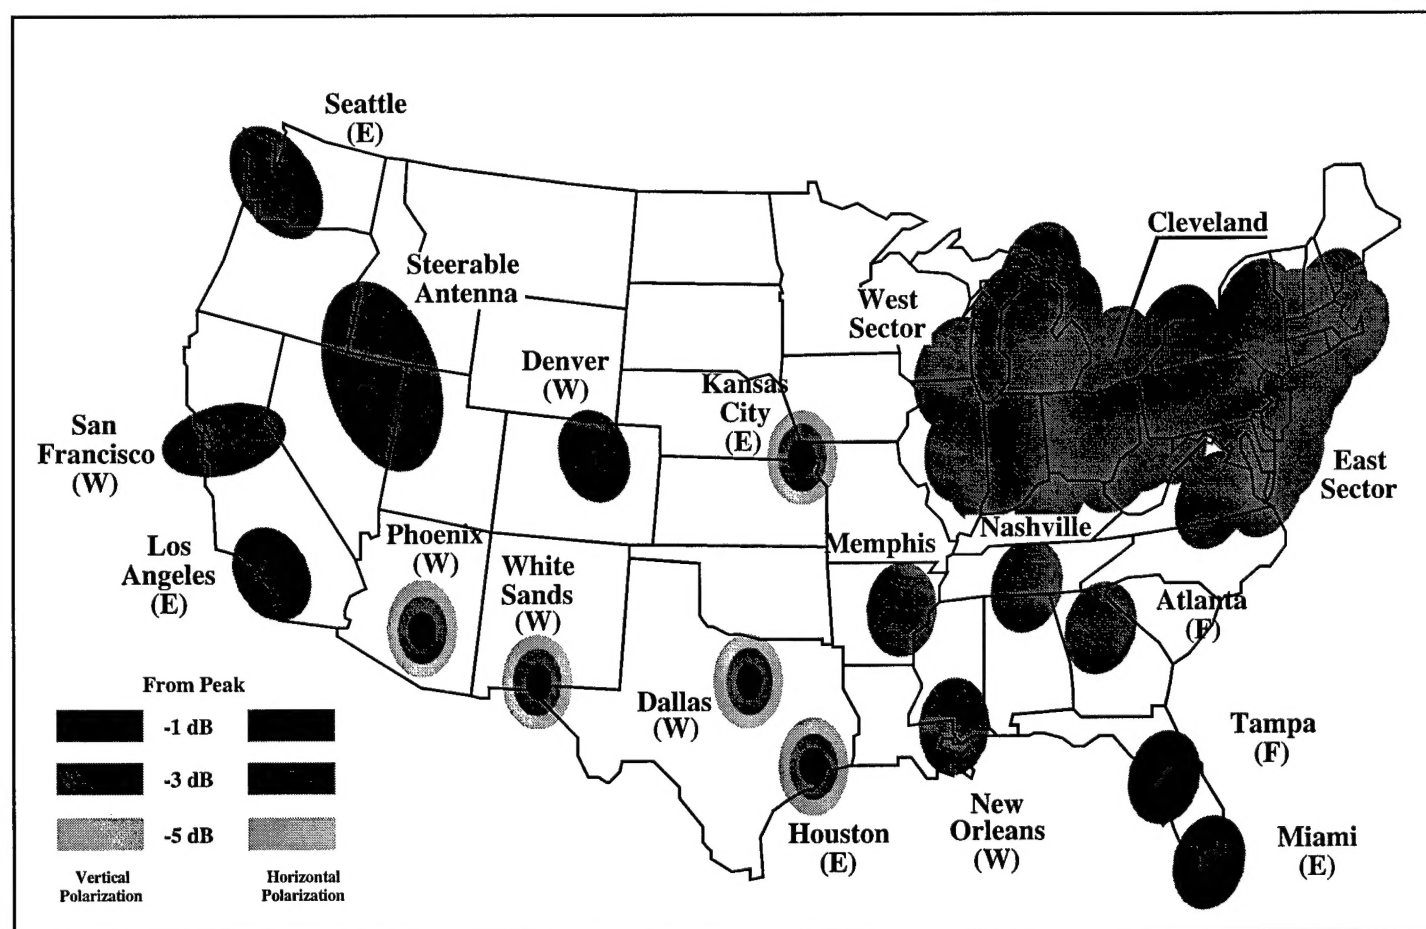 Seattle
(E)
Cleveland
Steerable
Antenna
West
Sector
Denver
(W)
Kansas
City
(E)
San
Francisco
(W)
East
Sector
Los
Angeles
(E)
Phoenix
(W)
White
Sands
(W)
Memphis
Nashville
Atlanta
(F)
Dallas
(W)
Tampa
(F)
New
Orleans
(W)
Houston
(E)
Miami
(E)
From Peak
-1 dB
-3 dB
-5 dB
Vertical
Polarization
Horizontal
Polarization